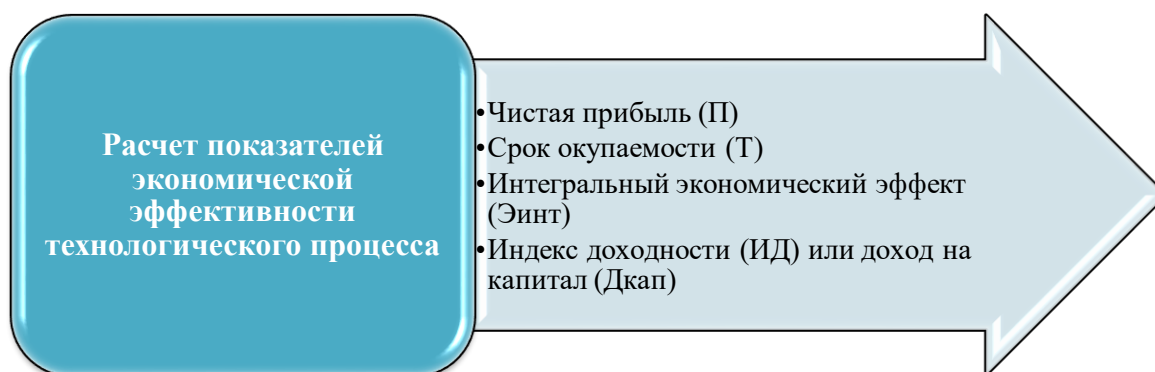 Расчет показателей
экономической
эффективности
технологического процесса
•Чистая прибыль (П)
•Срок окупаемости (Т)
•Интегральный экономический эффект
(Эинт)
•Индекс доходности (ИД) или доход на
капитал (Дкап)